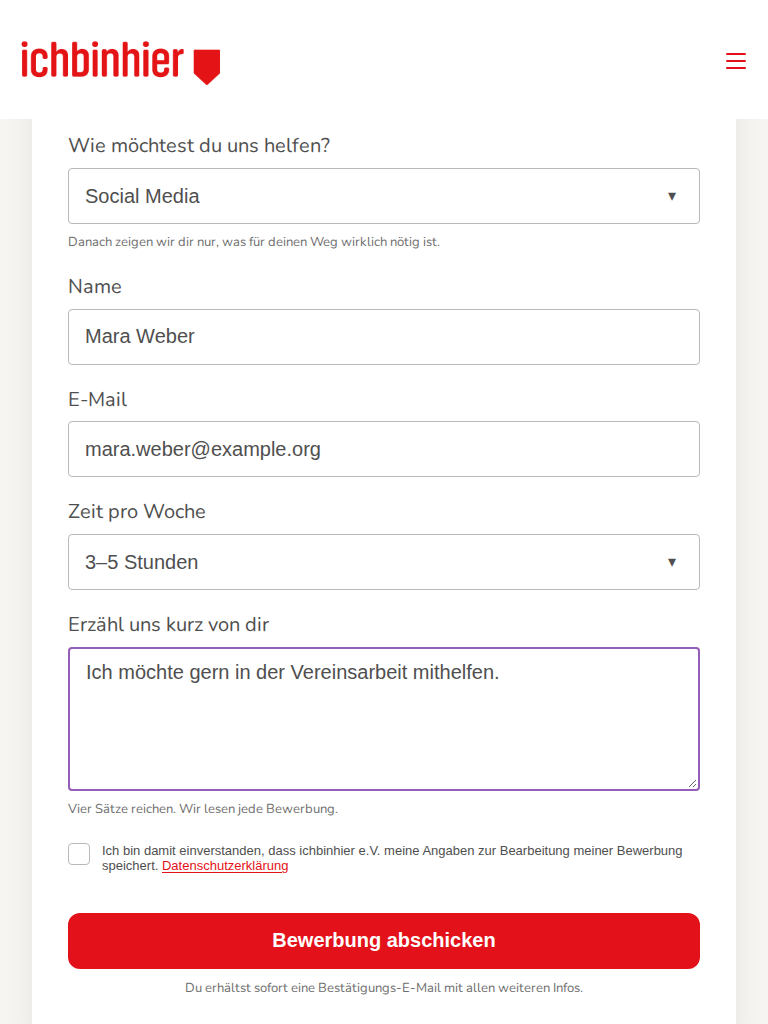 ichbinhier
Wie möchtest du uns helfen?
Social Media
Danach zeigen wir dir nur, was für deinen Weg wirklich nötig ist.
Name
Mara Weber
E-Mail
mara.weber@example.org
Zeit pro Woche
3–5 Stunden
Erzähl uns kurz von dir
Ich möchte gern in der Vereinsarbeit mithelfen.
Vier Sätze reichen. Wir lesen jede Bewerbung.
Ich bin damit einverstanden, dass ichbinhier e.V. meine Angaben zur Bearbeitung meiner Bewerbung
speichert. Datenschutzerklärung
Bewerbung abschicken
Du erhältst sofort eine Bestätigungs-E-Mail mit allen weiteren Infos.